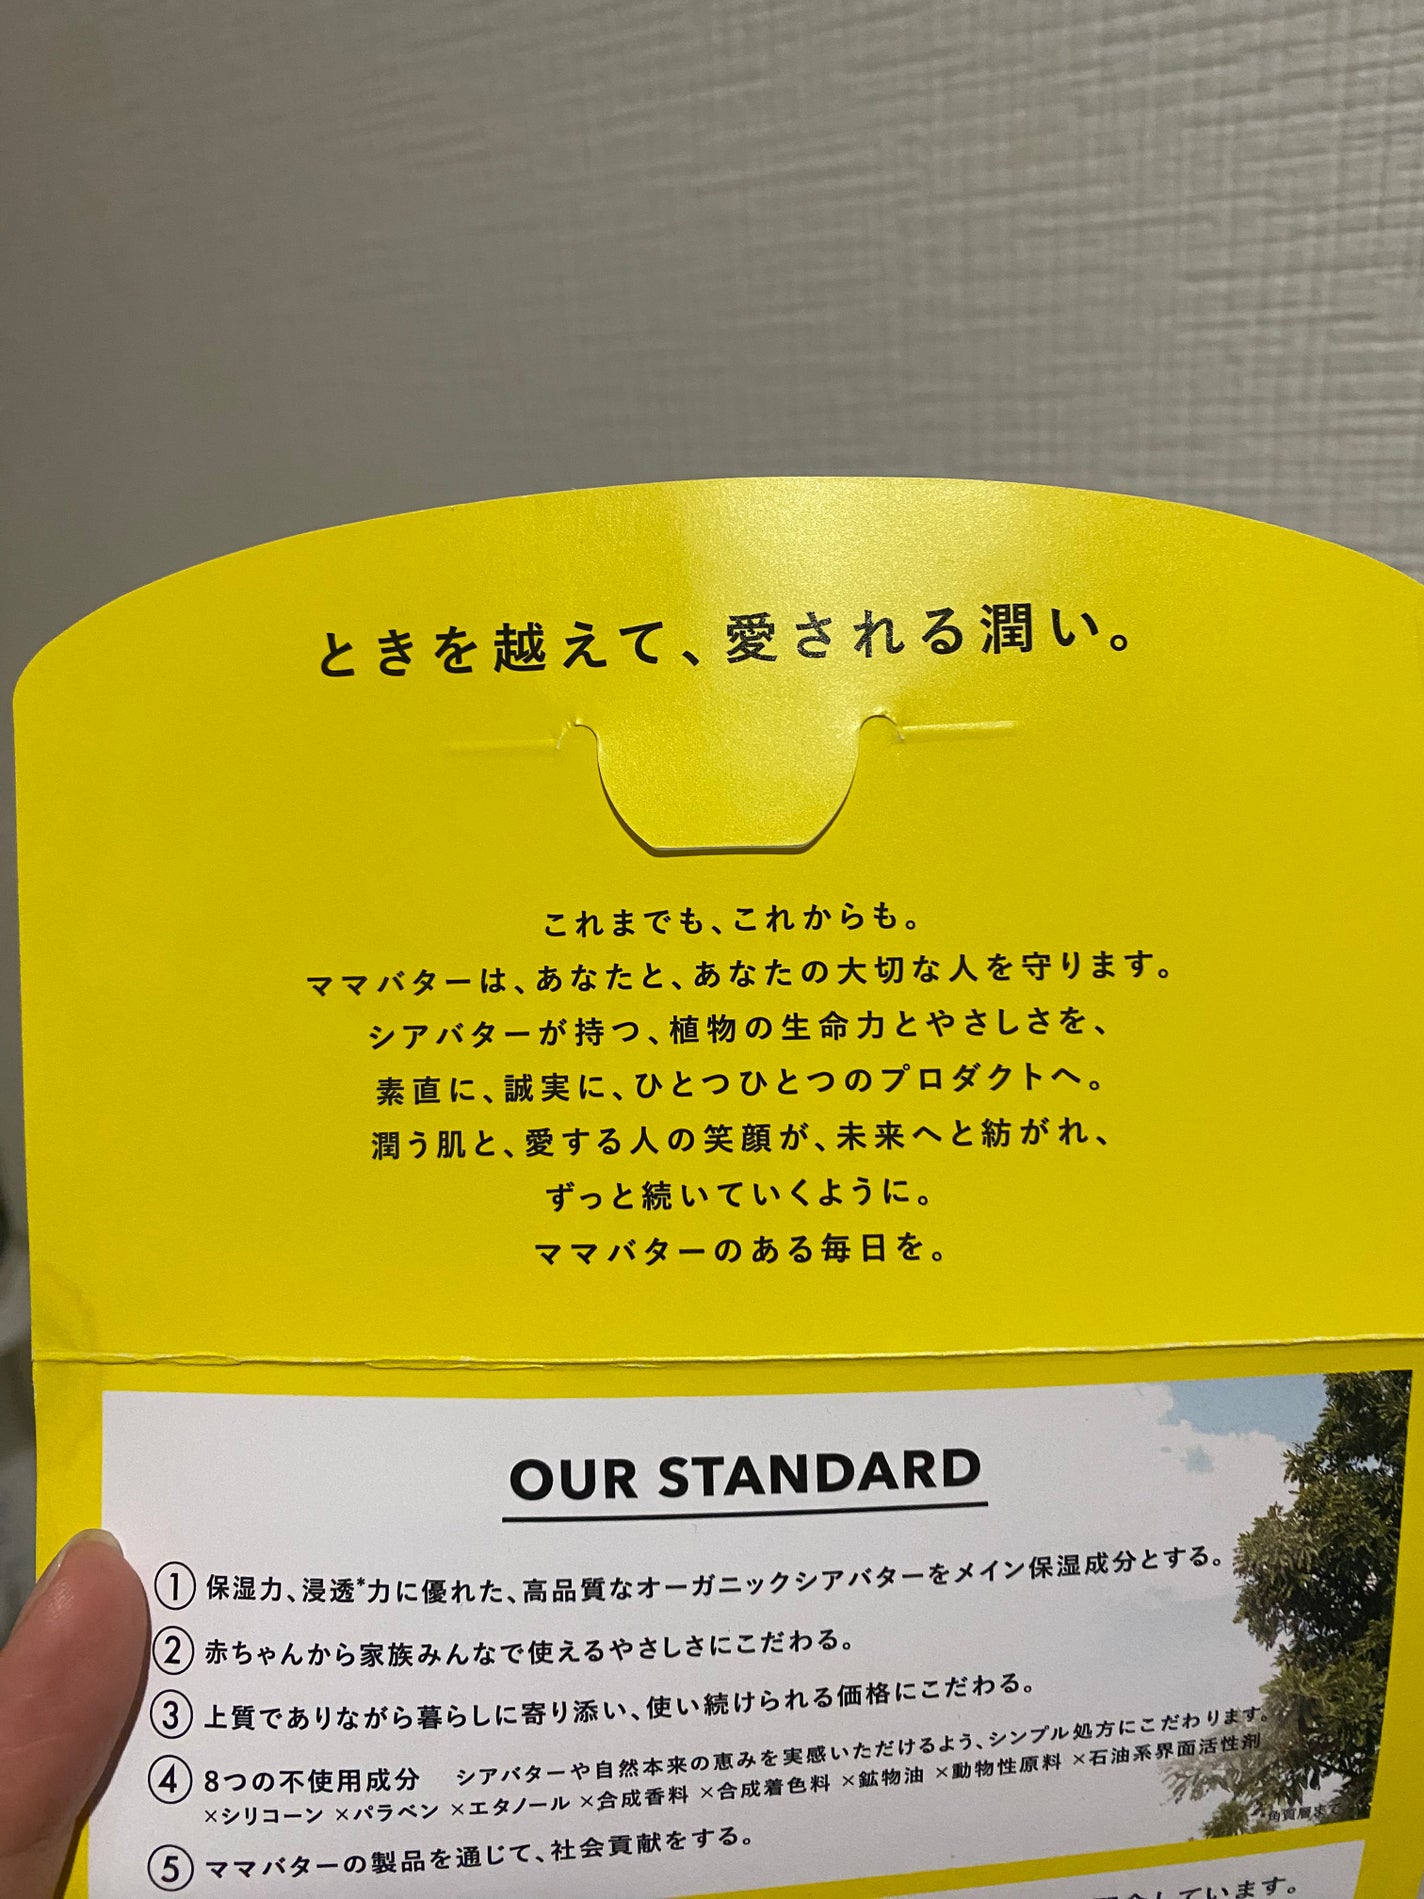 ときを越えて、愛される潤い。
これまでも、これからも。
ママバターは、あなたと、あなたの大切な人を守ります。
シアバターが持つ、植物の生命力とやさしさを、
素直に、誠実に、ひとつひとつのプロダクトへ。
潤う肌と、愛する人の笑顔が、未来へと紡がれ、
ずっと続いていくように。
ママバターのある毎日を。
OUR STANDARD
① 保湿力、浸透*力に優れた、高品質なオーガニックシアバターをメイン保湿成分とする。
② 赤ちゃんから家族みんなで使えるやさしさにこだわる。
③ 上質でありながら暮らしに寄り添い、使い続けられる価格にこだわる。
④ 8つの不使用成分 シアバターや自然本来の恵みを実感いただけるよう、シンプル処方にこだわります。
×シリコーン ×パラベン ×エタノール ×合成香料 ×合成着色料 ×鉱物油 ×動物性原料 ×石油系界面活性剤
*角質層まで
⑤ ママバターの製品を通じて、社会貢献をする。
しています。